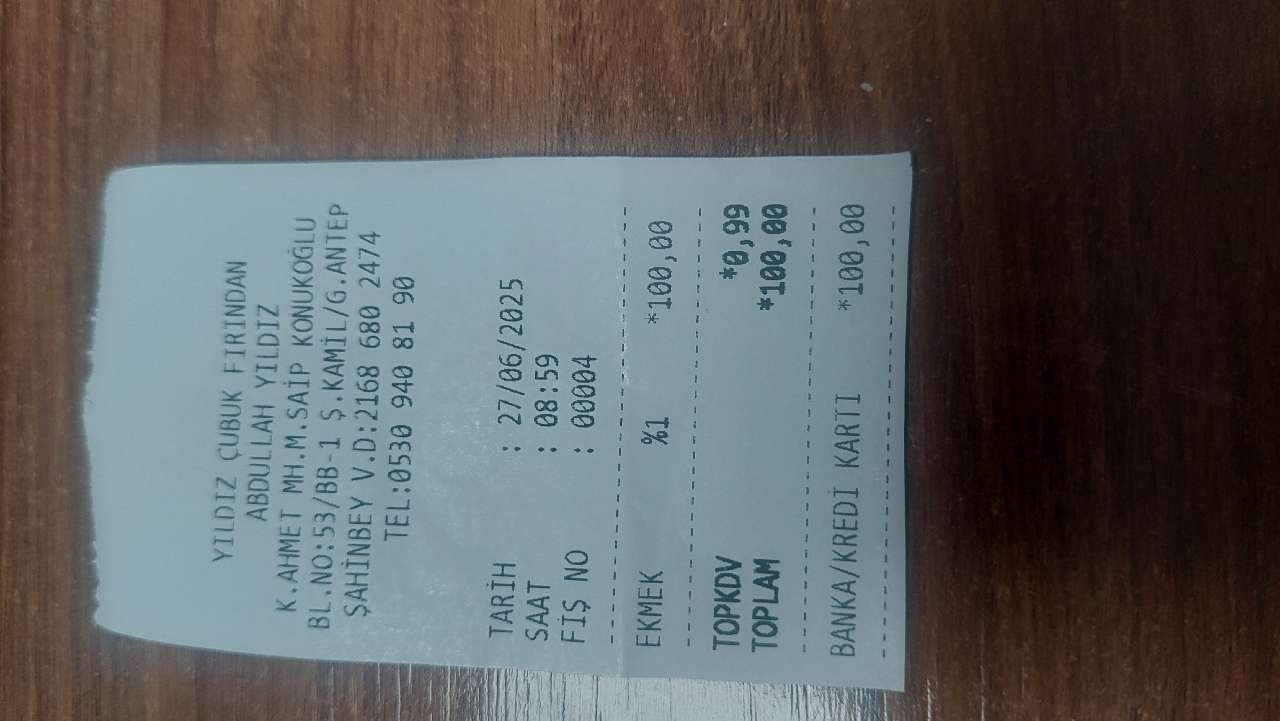 YILDIZ ÇUBUK FIRINDAN
ABDULLAH YILDIZ
K.AHMET MH.M.SAİP KONUKOĞLU
BL.NO:53/BB-1 Ş.KAMİL/G.ANTEP
ŞAHİNBEY V.D:2168 680 2474
TEL:0530 940 81 90
TARİH : 27/06/2025
SAAT : 08:59
FİŞ NO : 00004
EKMEK %1 *100,00
TOPKDV *0,99
TOPLAM *100,00
BANKA/KREDİ KARTI *100,00